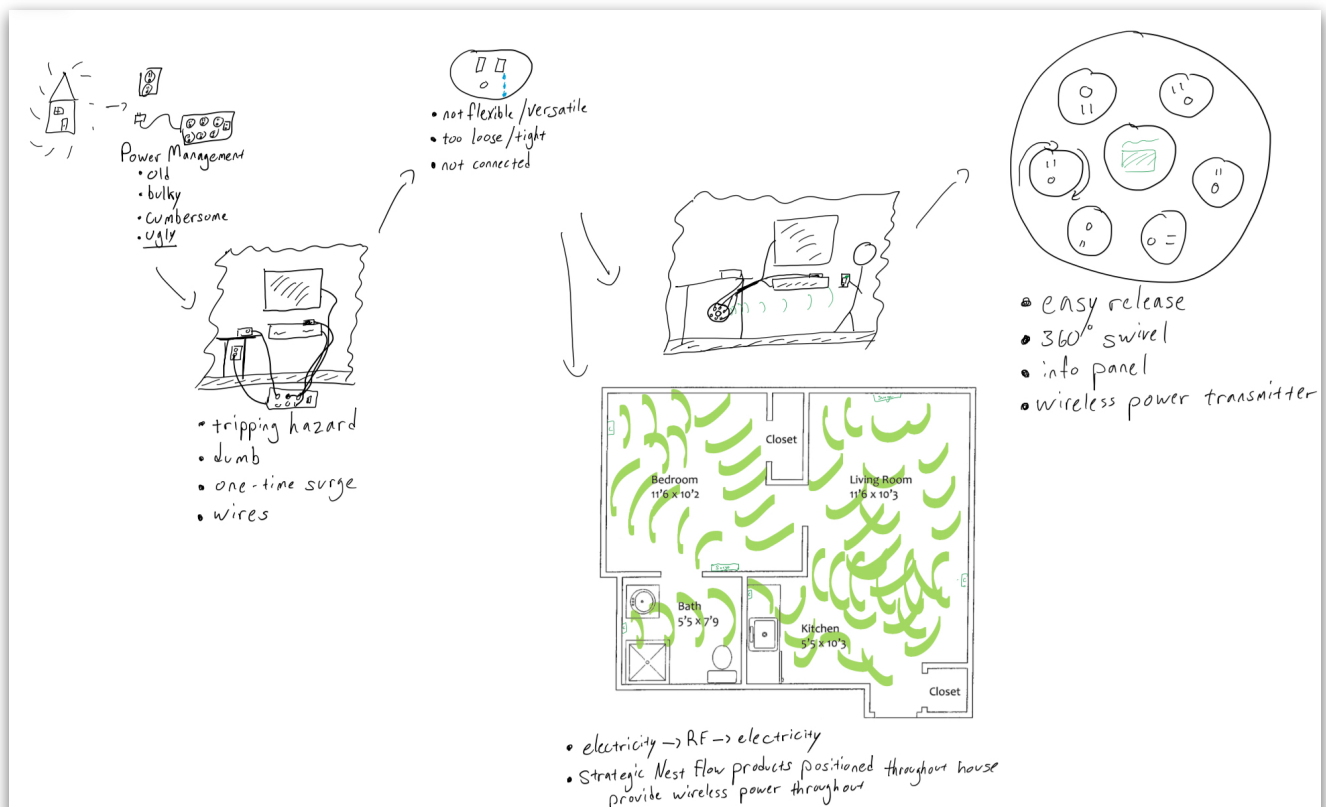 Power Management
• old
• bulky
• cumbersome
• ugly
• tripping hazard
• dumb
• one-time surge
• wires
• not flexible/versatile
• too loose/tight
• not connected
• easy release
• 360° swivel
• info panel
• wireless power transmitter
Closet
Bedroom
11'6 x 10'2
Living Room
11'6 x 10'3
Bath
5'5 x 7'9
Kitchen
5'5 x 10'3
Closet
• electricity → RF → electricity
• Strategic Nest Flow products positioned throughout house
provide wireless power throughout